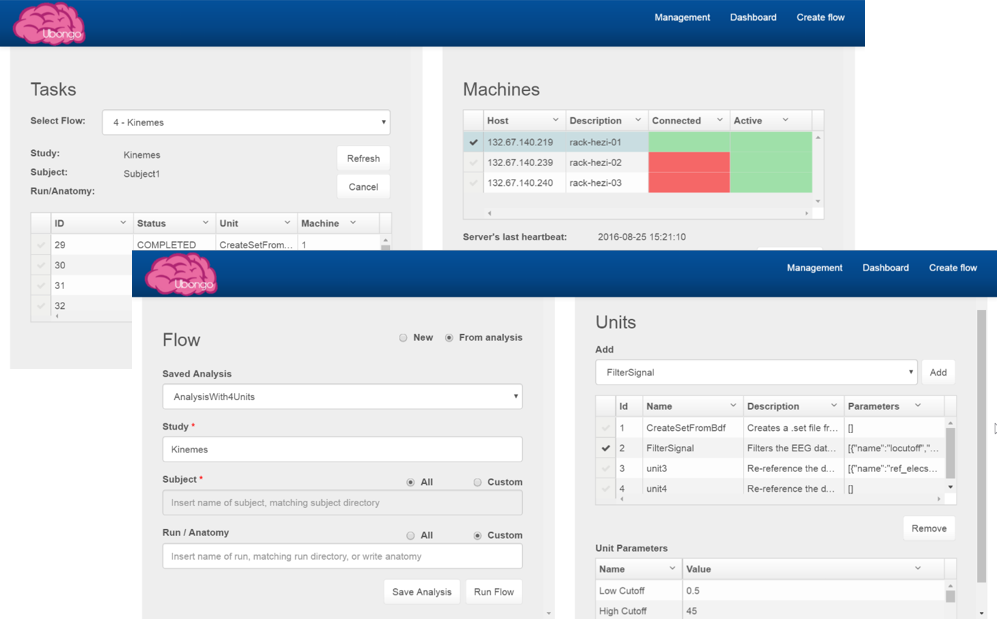 Ubongo
Management Dashboard Create flow
Tasks
Select Flow: 4 - Kinemes
Study: Kinemes
Subject: Subject1
Run/Anatomy:
Refresh
Cancel
ID Status Unit Machine
29 COMPLETED CreateSetFrom... 1
30
31
32
Machines
Host Description Connected Active
132.67.140.219 rack-hezi-01
132.67.140.239 rack-hezi-02
132.67.140.240 rack-hezi-03
Server's last heartbeat: 2016-08-25 15:21:10
Ubongo
Management Dashboard Create flow
Flow
New From analysis
Saved Analysis
AnalysisWith4Units
Study *
Kinemes
Subject * All Custom
Insert name of subject, matching subject directory
Run / Anatomy All Custom
Insert name of run, matching run directory, or write anatomy
Save Analysis Run Flow
Units
Add
FilterSignal Add
Id Name Description Parameters
1 CreateSetFromBdf Creates a .set file fr... []
2 FilterSignal Filters the EEG dat... [{"name":"locutoff","...
3 unit3 Re-reference the d... [{"name":"ref_elecs...
4 unit4 Re-reference the d... []
Remove
Unit Parameters
Name Value
Low Cutoff 0.5
High Cutoff 45